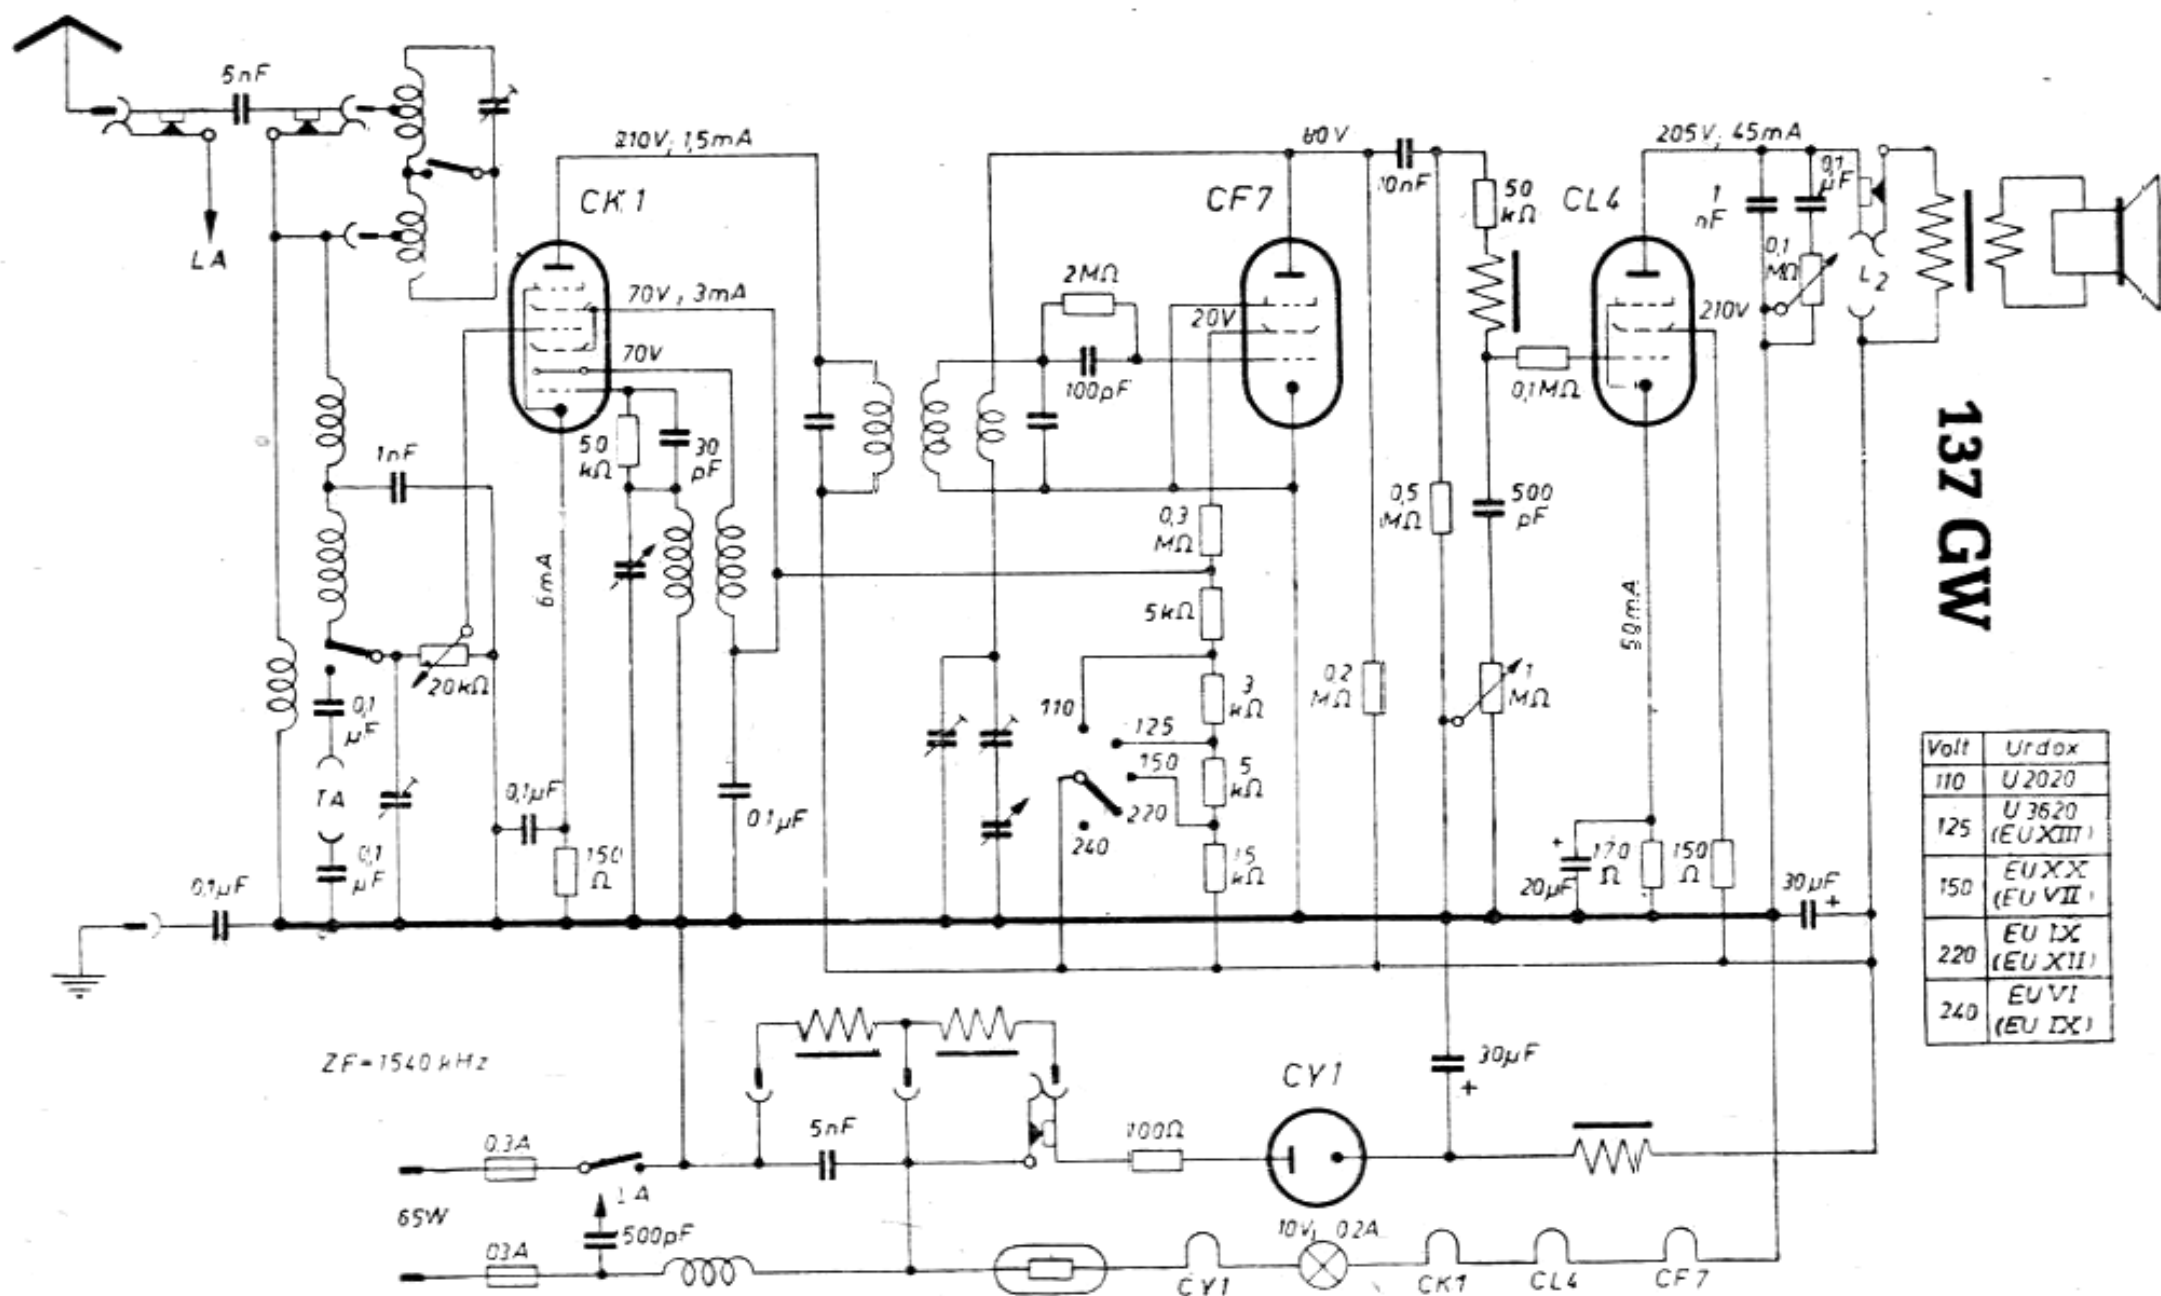 5nF
LA
210V, 1,5mA
CK1
70V, 3mA
70V
50
kΩ
30
pF
1nF
6mA
20kΩ
0,1
µF
TA
0,1
µF
0,1µF
0,1µF
150
Ω
0,1µF
CF7
60V
2MΩ
100pF
20V
0,3
MΩ
5kΩ
3
kΩ
5
kΩ
15
kΩ
110
125
150
220
240
0,2
MΩ
10nF
50
kΩ
0,5
MΩ
500
pF
1
MΩ
0,1MΩ
CL4
205V, 45mA
210V
50mA
1
nF
0,1
µF
0,1
MΩ
L2
20µF
+
170
Ω
150
Ω
30µF
+
137 GW
Volt Urdox
110 U2020
125 U3620
(EU XIII)
150 EU XX
(EU VII)
220 EU IX
(EU XII)
240 EU VI
(EU IX)
ZF=1540 kHz
0.3A
LA
5nF
65W
03A
500pF
100Ω
CY1
30µF
+
10V, 0.2A
CY1
CK1
CL4
CF7